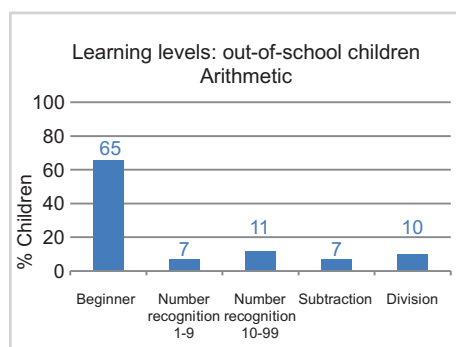 Learning levels: out-of-school children
Arithmetic
% Children
100
80
60
40
20
0
65
7
11
7
10
Beginner
Number
recognition
1-9
Number
recognition
10-99
Subtraction
Division